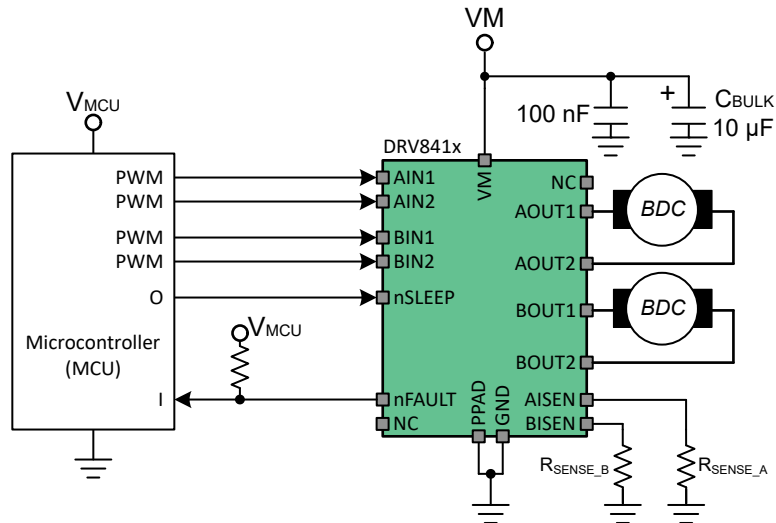 VM
VMCU
100 nF
+
CBULK
10 µF
DRV841x
PWM
AIN1
VM
NC
PWM
AIN2
AOUT1
BDC
PWM
BIN1
PWM
BIN2
AOUT2
O
nSLEEP
BOUT1
BDC
VMCU
Microcontroller
(MCU)
BOUT2
I
nFAULT
PPAD
GND
AISEN
NC
BISEN
RSENSE_B
RSENSE_A